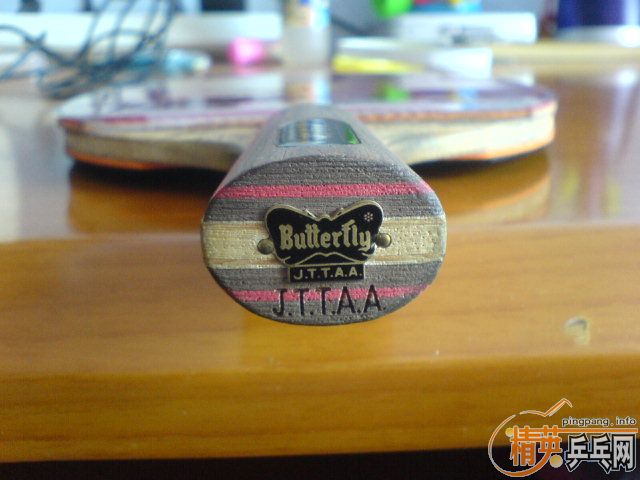 Butterfly
J.T.T.A.A.
J.T.T.A.A.
pingpang.info
精英乒乓网